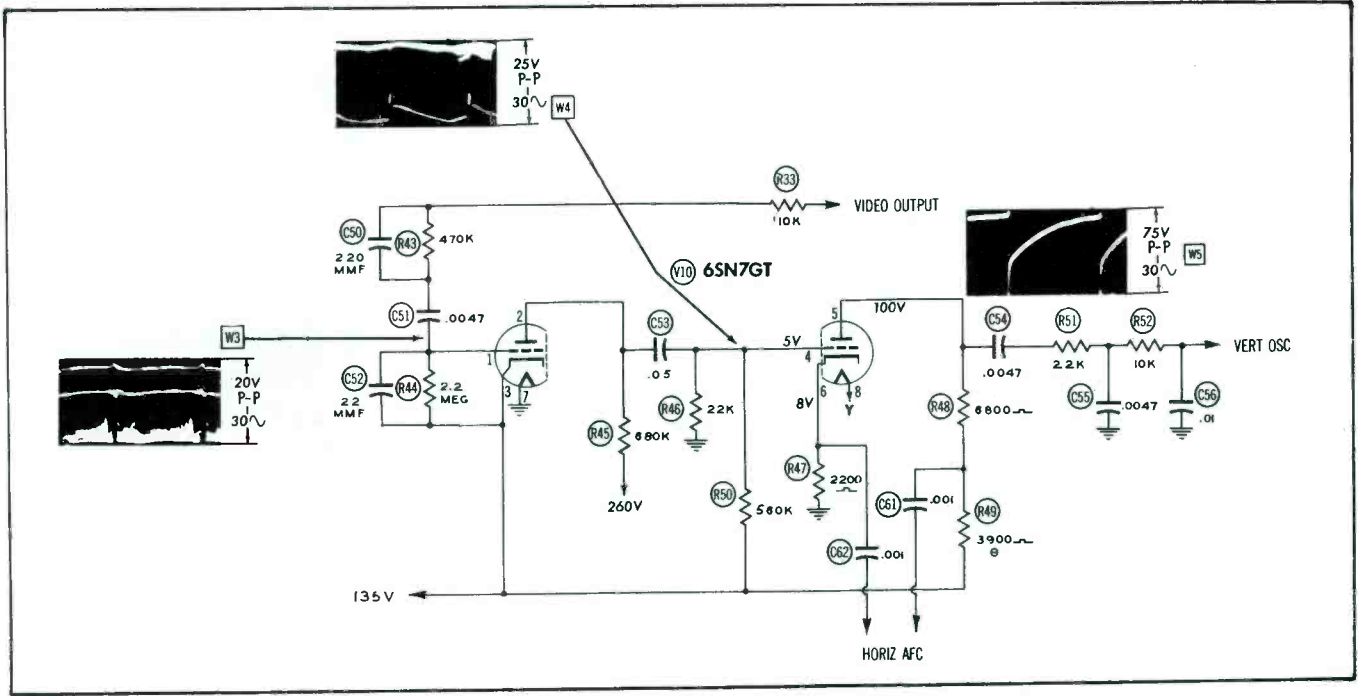 25V
P-P
30∿
W4
R33
10K
VIDEO OUTPUT
C50
220
MMF
R43
470K
75V
P-P
30∿
W5
V10 6SN7GT
C51
.0047
W3
2
1
3
7
C53
.05
5V
5
100V
4
6
8
8V
Y
C54
.0047
R51
22K
R52
10K
VERT OSC
20V
P-P
30∿
C52
22
MMF
R44
2.2
MEG
R46
22K
R45
680K
260V
R48
6800
C55
.0047
C56
.01
R50
560K
R47
2200
C61
.001
R49
3900
θ
C62
.001
135V
HORIZ AFC